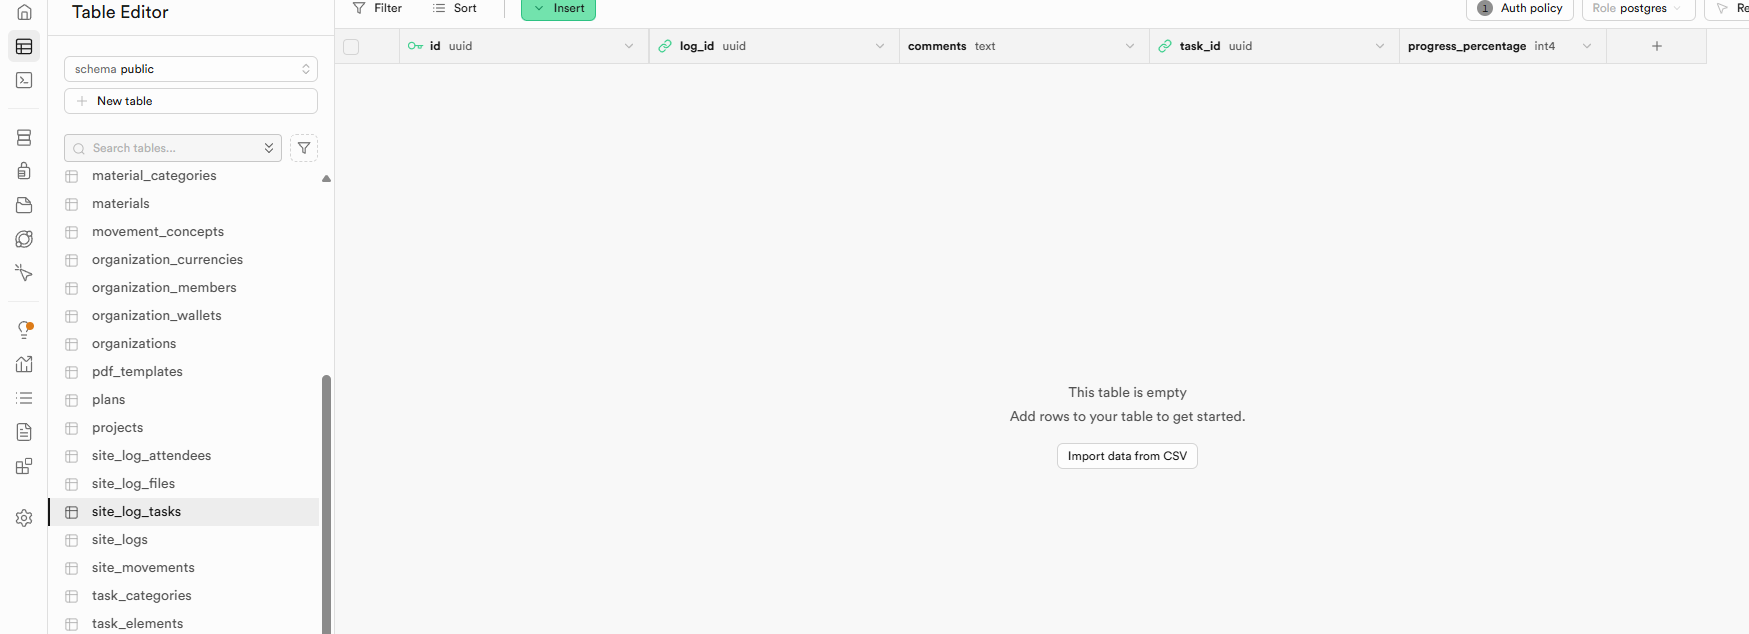 Table Editor
schema public
New table
Search tables...
material_categories
materials
movement_concepts
organization_currencies
organization_members
organization_wallets
organizations
pdf_templates
plans
projects
site_log_attendees
site_log_files
site_log_tasks
site_logs
site_movements
task_categories
task_elements
Filter Sort Insert 1 Auth policy Role postgres Re
id uuid log_id uuid comments text task_id uuid progress_percentage int4
This table is empty
Add rows to your table to get started.
Import data from CSV